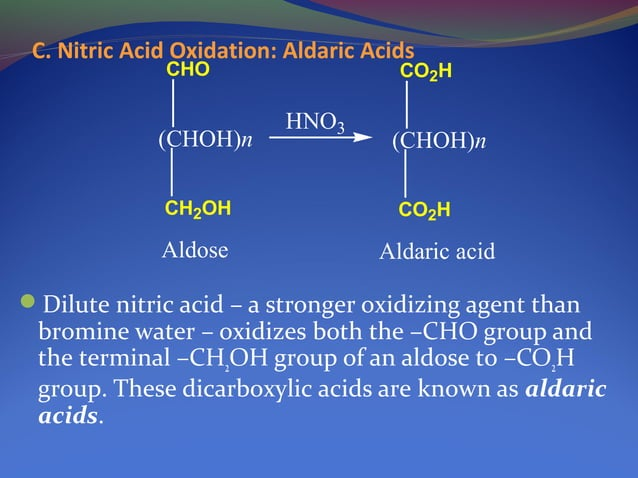 C. Nitric Acid Oxidation: Aldaric Acids
CHO
CO₂H
HNO₃
(CHOH)n
(CHOH)n
CH₂OH
CO₂H
Aldose
Aldaric acid
Dilute nitric acid – a stronger oxidizing agent than
bromine water – oxidizes both the –CHO group and
the terminal –CH₂OH group of an aldose to –CO₂H
group. These dicarboxylic acids are known as aldaric
acids.